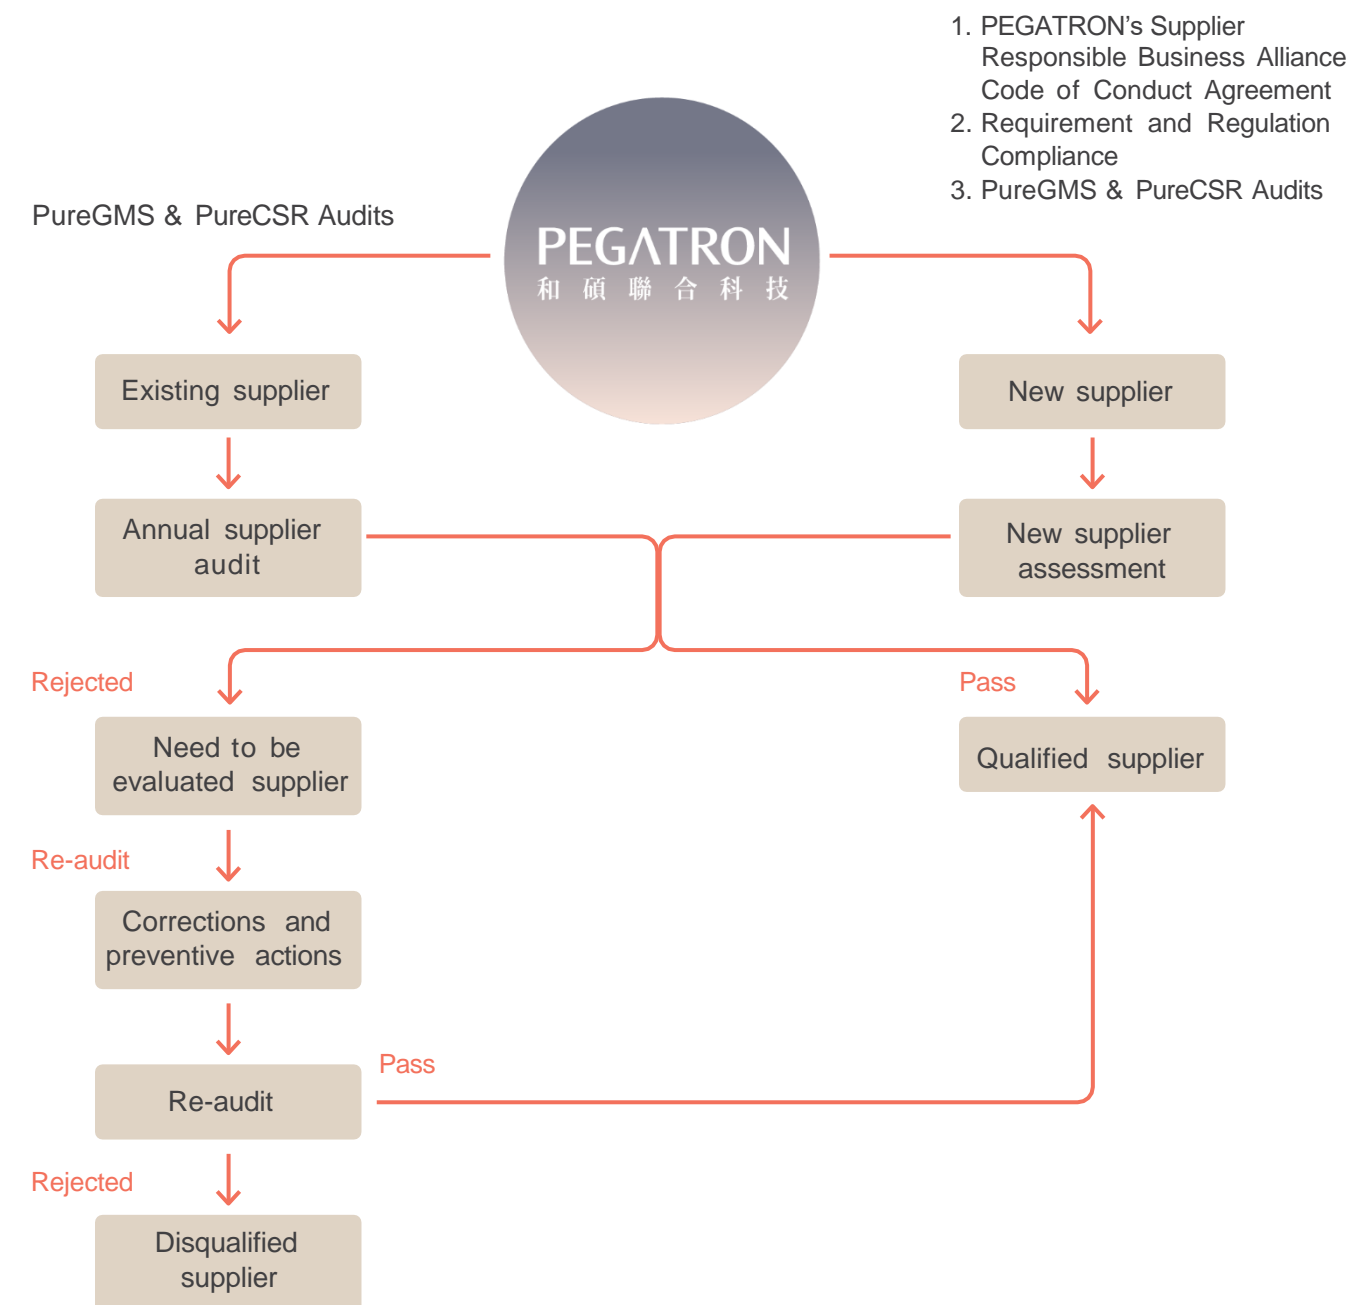 1. PEGATRON's Supplier
Responsible Business Alliance
Code of Conduct Agreement
2. Requirement and Regulation
Compliance
3. PureGMS & PureCSR Audits
PureGMS & PureCSR Audits
PEGATRON
和碩聯合科技
Existing supplier
New supplier
Annual supplier
audit
New supplier
assessment
Rejected
Pass
Need to be
evaluated supplier
Qualified supplier
Re-audit
Corrections and
preventive actions
Pass
Re-audit
Rejected
Disqualified
supplier